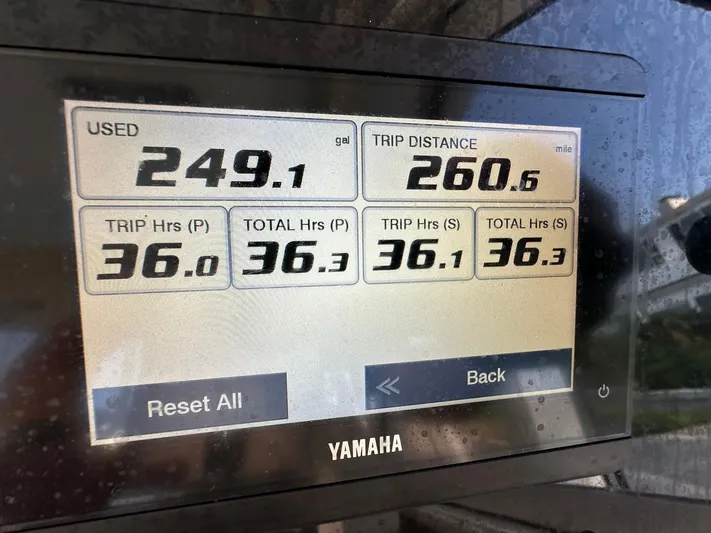 USED gal
249.1
TRIP DISTANCE mile
260.6
TRIP Hrs (P)
36.0
TOTAL Hrs (P)
36.3
TRIP Hrs (S)
36.1
TOTAL Hrs (S)
36.3
Reset All
Back
YAMAHA